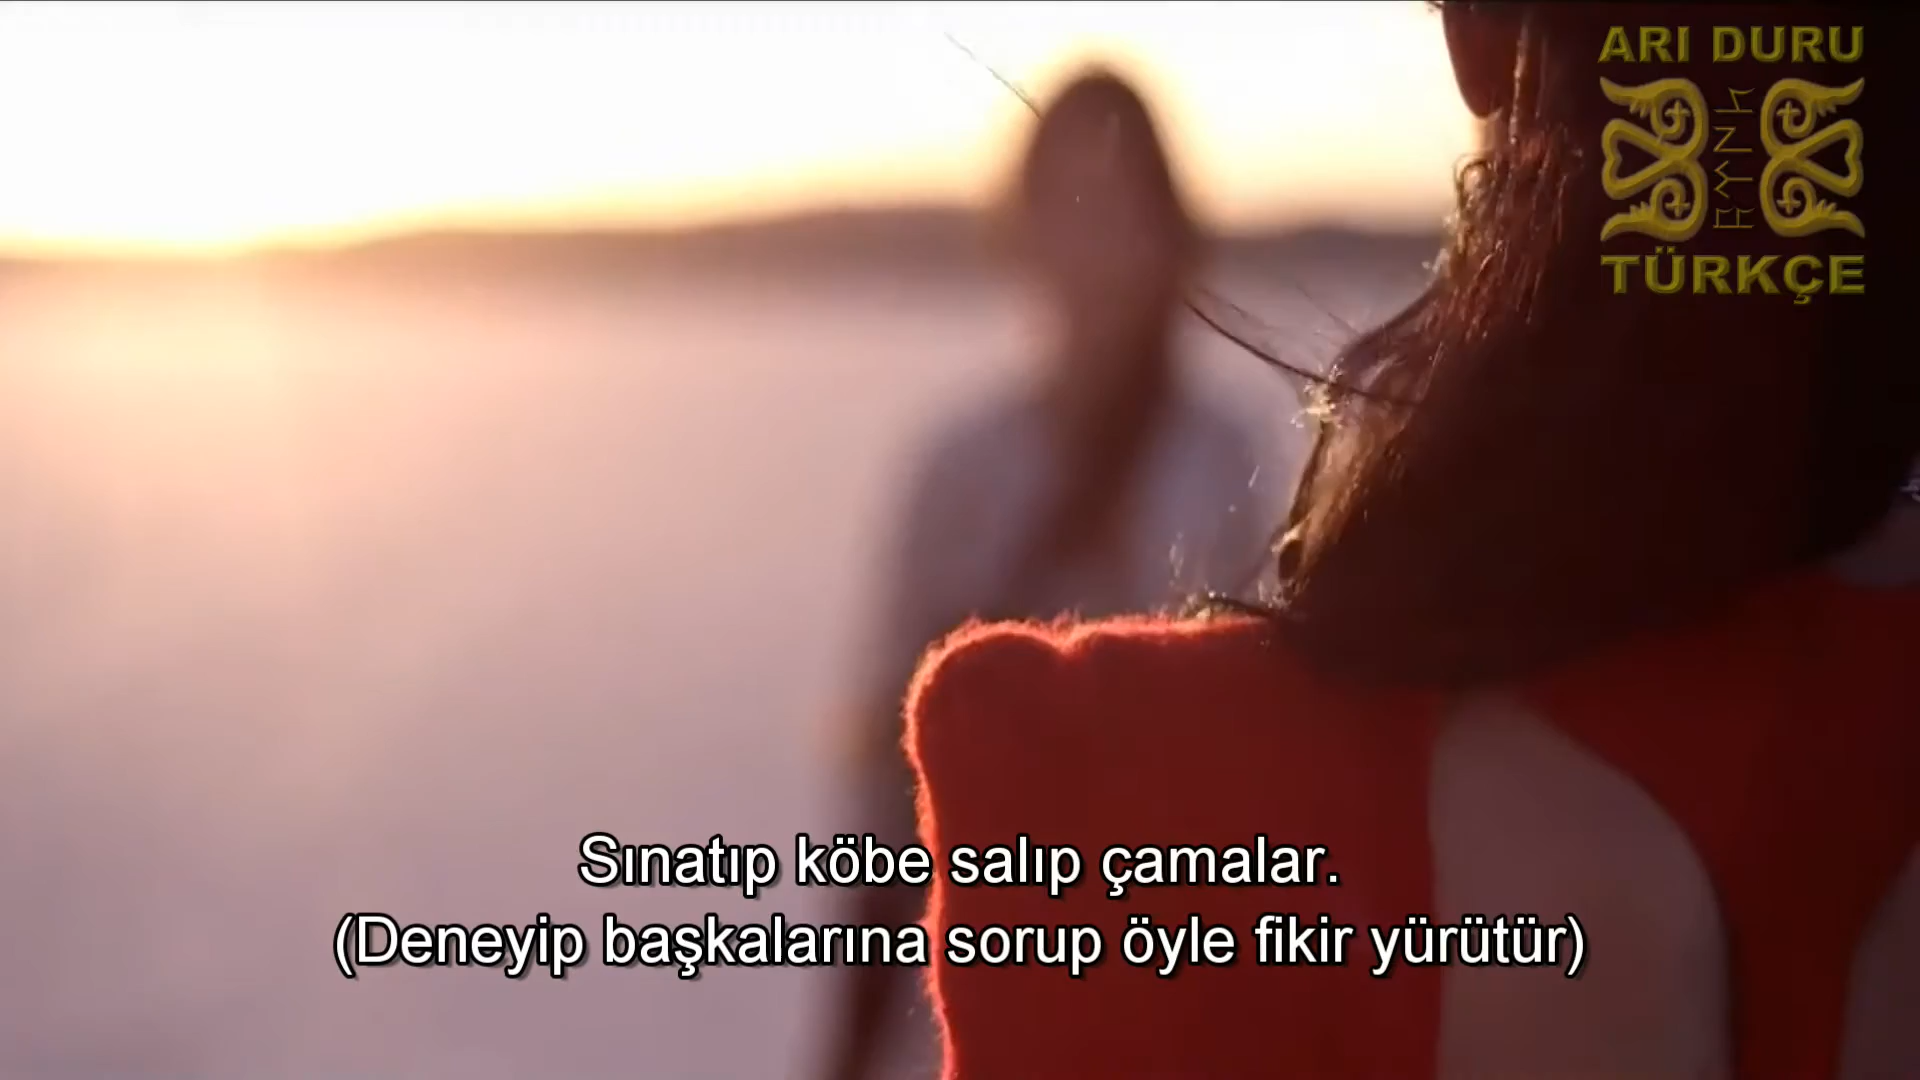 ARI DURU
TÜRKÇE
Sınatıp köbe salıp çamalar.
(Deneyip başkalarına sorup öyle fikir yürütür)